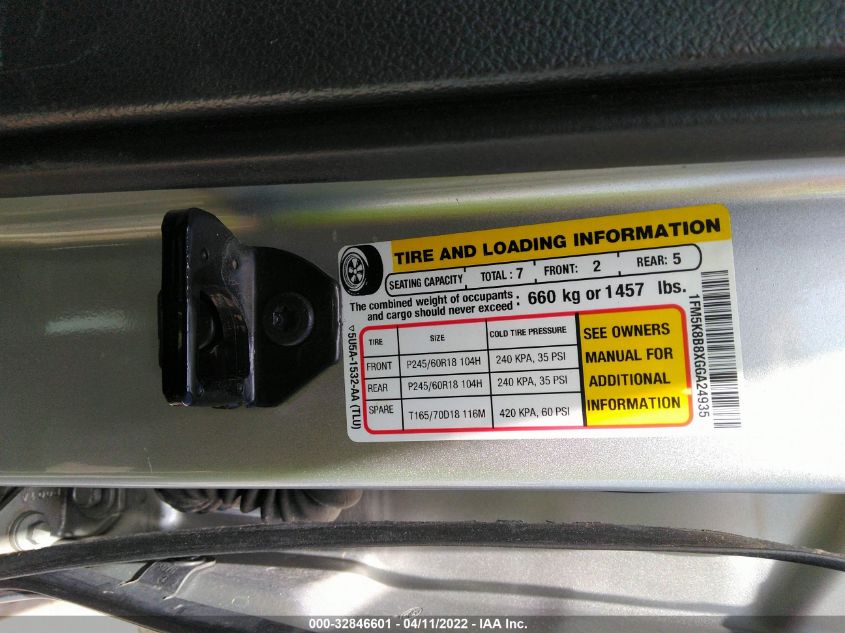 TIRE AND LOADING INFORMATION
SEATING CAPACITY TOTAL: 7 FRONT: 2 REAR: 5
The combined weight of occupants
and cargo should never exceed : 660 kg or 1457 lbs.
TIRE SIZE COLD TIRE PRESSURE
FRONT P245/60R18 104H 240 KPA, 35 PSI
REAR P245/60R18 104H 240 KPA, 35 PSI
SPARE T165/70D18 116M 420 KPA, 60 PSI
SEE OWNERS
MANUAL FOR
ADDITIONAL
INFORMATION
5U5A-1532-AA (TLU)
1FM5K8B8XGGA24935
000-32846601 - 04/11/2022 - IAA Inc.